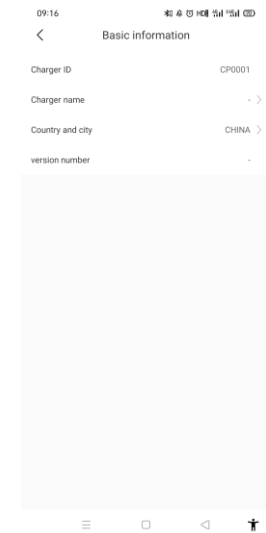 09:16
Basic information
Charger ID CP0001
Charger name -
Country and city CHINA
version number -